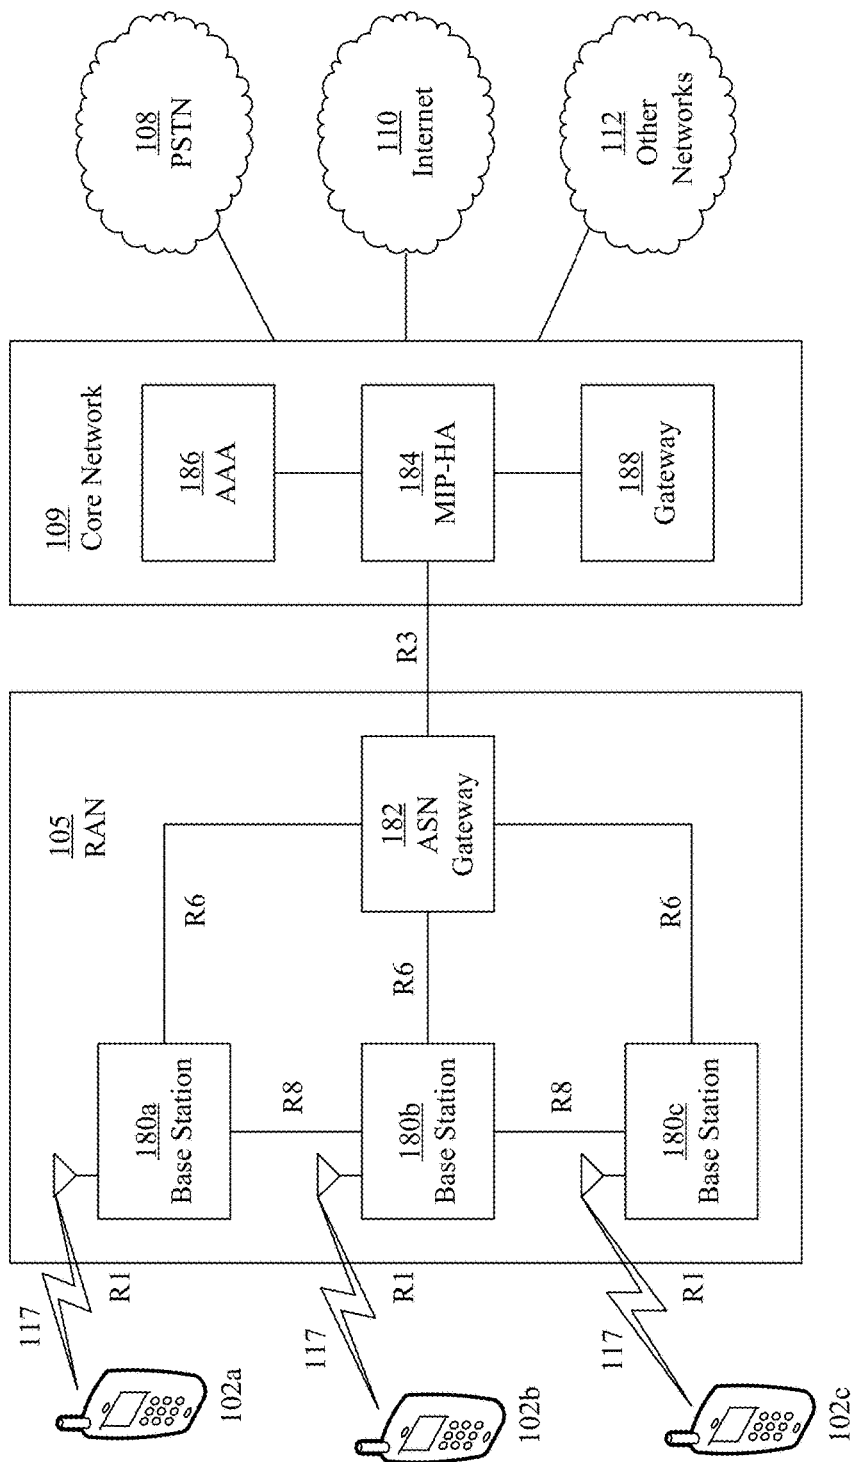 102a
117
R1
102b
117
R1
102c
117
R1
105
RAN
180a
Base Station
R8
180b
Base Station
R8
180c
Base Station
R6
R6
R6
182
ASN
Gateway
R3
109
Core Network
186
AAA
184
MIP-HA
188
Gateway
108
PSTN
110
Internet
112
Other
Networks